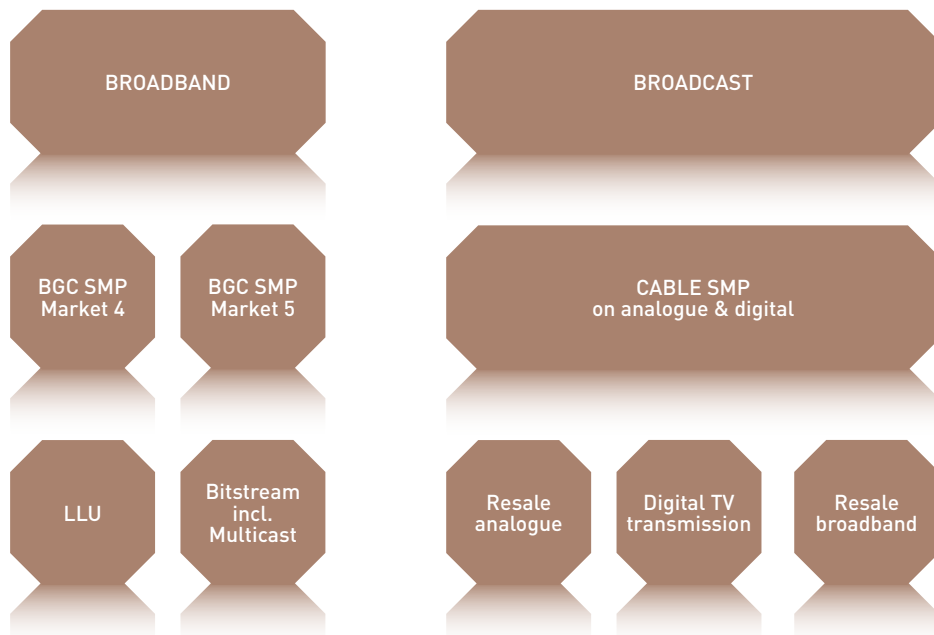 BROADBAND
BROADCAST
BGC SMP
Market 4
BGC SMP
Market 5
CABLE SMP
on analogue & digital
LLU
Bitstream
incl.
Multicast
Resale
analogue
Digital TV
transmission
Resale
broadband